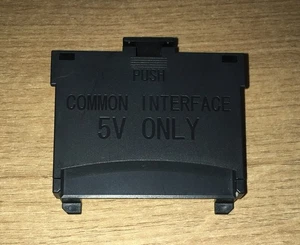 PUSH
COMMON INTERFACE
5V ONLY